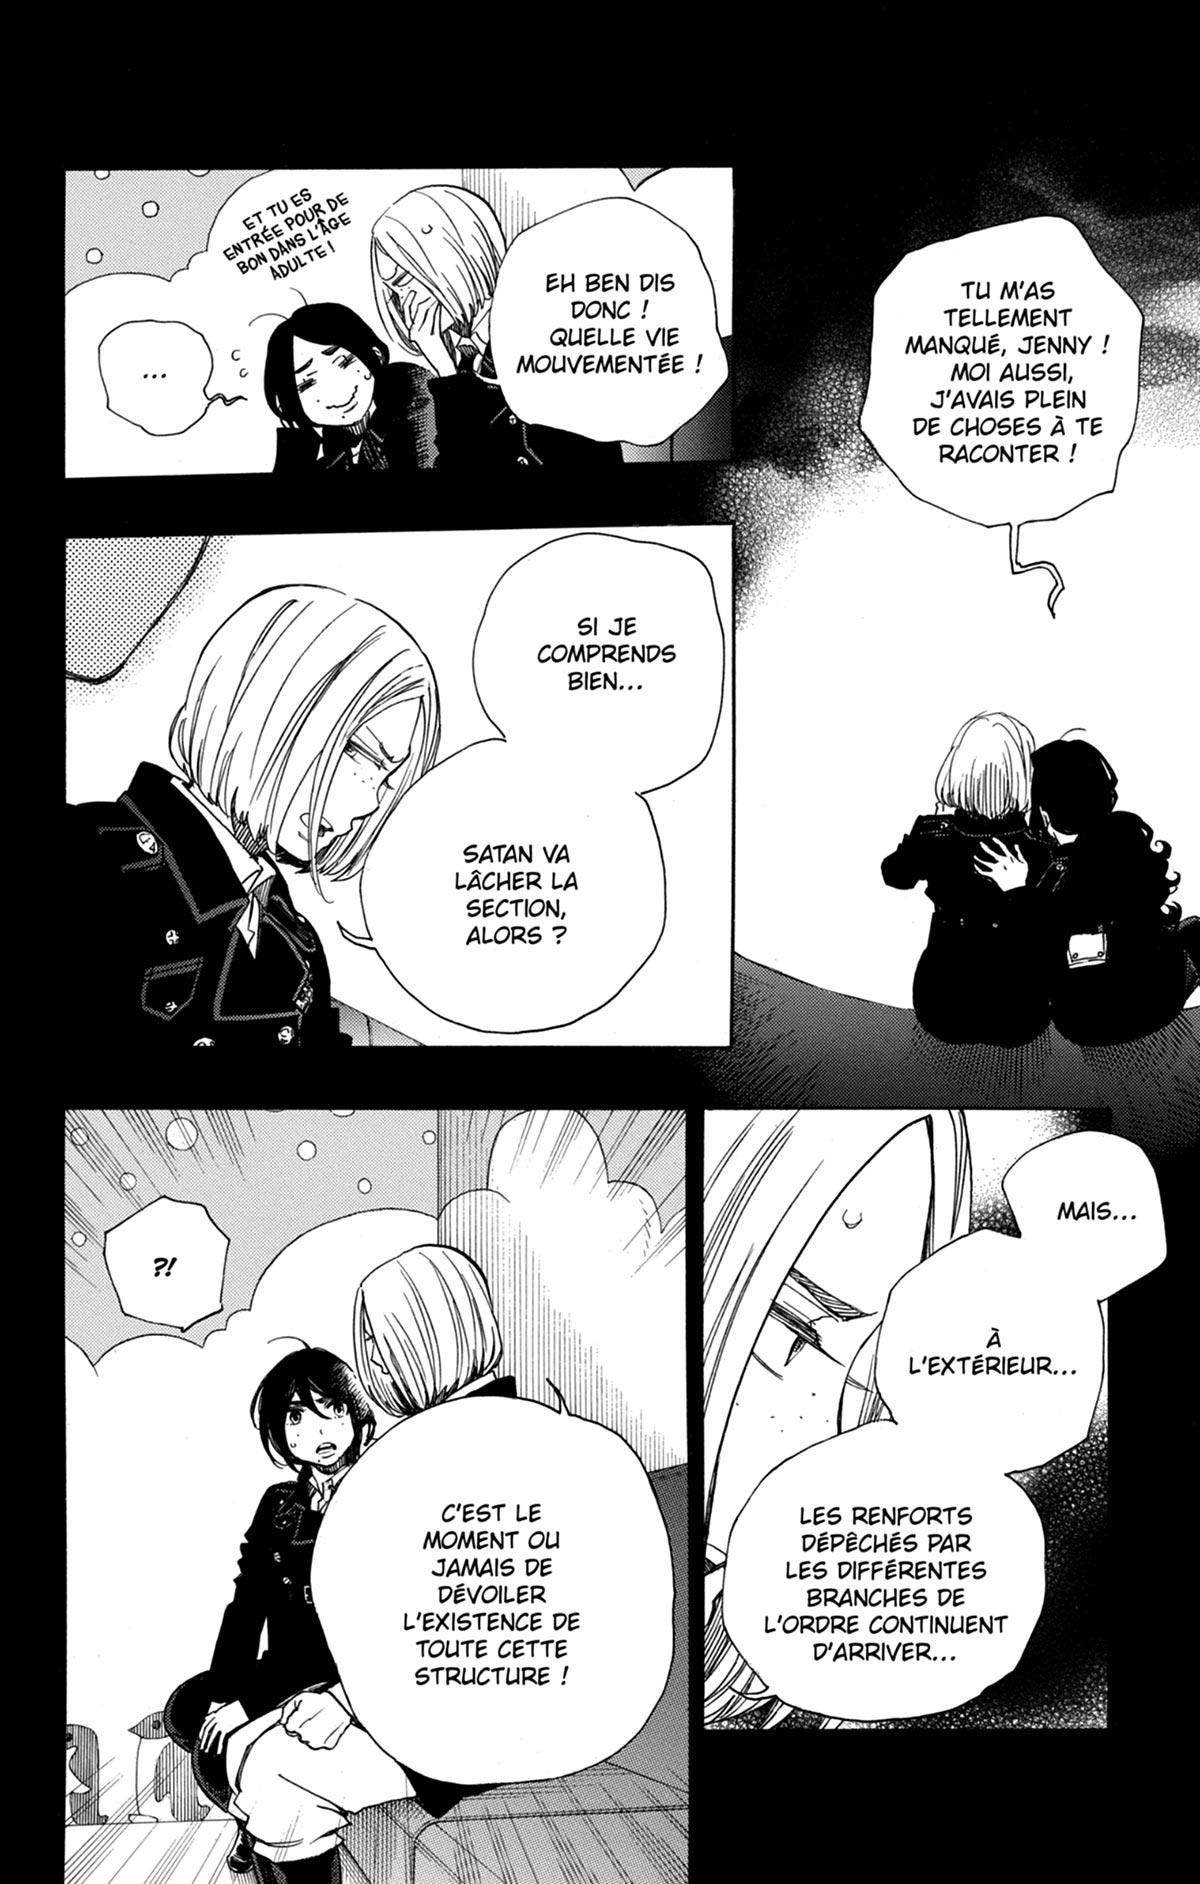 TU M'AS
TELLEMENT
MANQUÉ, JENNY !
MOI AUSSI,
J'AVAIS PLEIN
DE CHOSES À TE
RACONTER !
EH BEN DIS
DONC !
QUELLE VIE
MOUVEMENTÉE !
ET TU ES
ENTRÉE POUR DE
BON DANS L'ÂGE
ADULTE !
...
SI JE
COMPRENDS
BIEN...
SATAN VA
LÂCHER LA
SECTION,
ALORS ?
MAIS...
À
L'EXTÉRIEUR...
LES RENFORTS
DÉPÊCHÉS PAR
LES DIFFÉRENTES
BRANCHES DE
L'ORDRE CONTINUENT
D'ARRIVER...
C'EST LE
MOMENT OU
JAMAIS DE
DÉVOILER
L'EXISTENCE DE
TOUTE CETTE
STRUCTURE !
?!